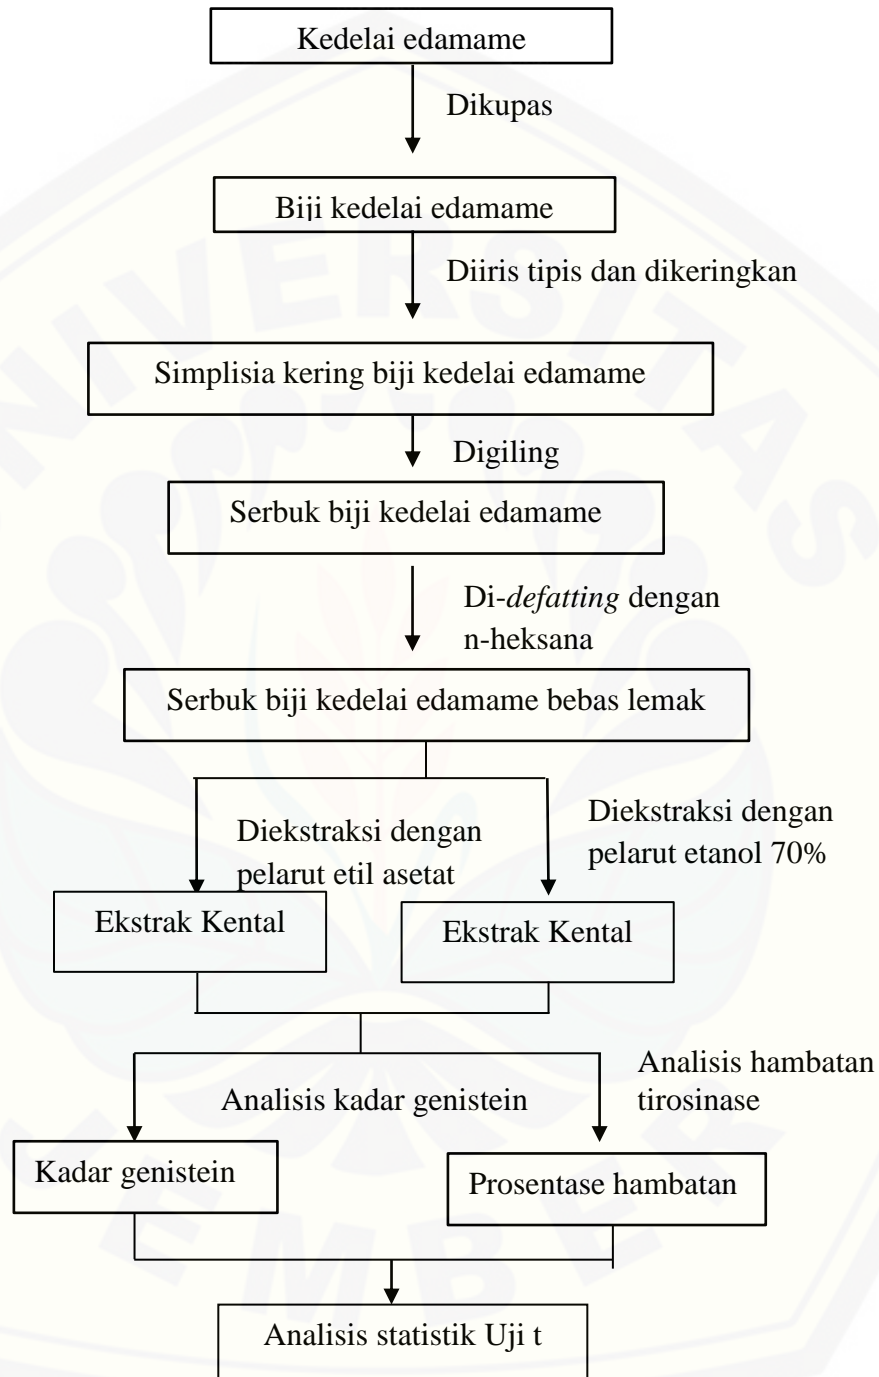 Kedelai edamame
Dikupas
Biji kedelai edamame
Diiris tipis dan dikeringkan
Simplisia kering biji kedelai edamame
Digiling
Serbuk biji kedelai edamame
Di-defatting dengan
n-heksana
Serbuk biji kedelai edamame bebas lemak
Diekstraksi dengan
pelarut etil asetat
Diekstraksi dengan
pelarut etanol 70%
Ekstrak Kental
Ekstrak Kental
Analisis kadar genistein
Analisis hambatan
tirosinase
Kadar genistein
Prosentase hambatan
Analisis statistik Uji t
UNIVERSITAS
JEMBER